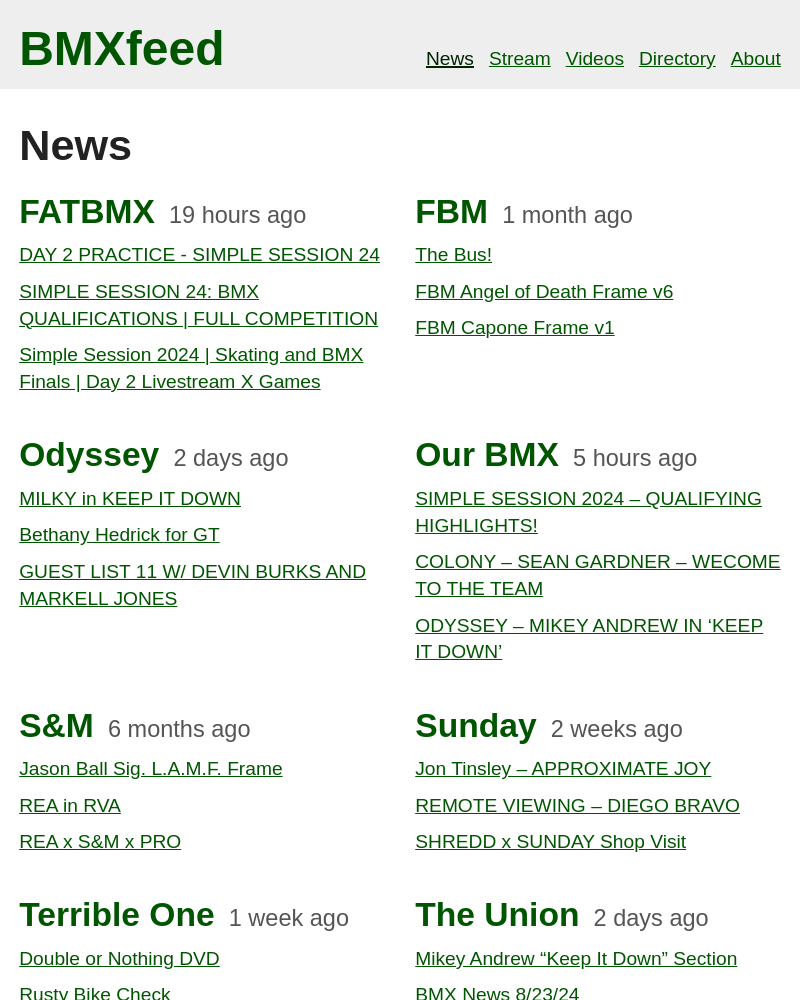 BMXfeed
News Stream Videos Directory About
News
FATBMX 19 hours ago
DAY 2 PRACTICE - SIMPLE SESSION 24
SIMPLE SESSION 24: BMX
QUALIFICATIONS | FULL COMPETITION
Simple Session 2024 | Skating and BMX
Finals | Day 2 Livestream X Games
FBM 1 month ago
The Bus!
FBM Angel of Death Frame v6
FBM Capone Frame v1
Odyssey 2 days ago
MILKY in KEEP IT DOWN
Bethany Hedrick for GT
GUEST LIST 11 W/ DEVIN BURKS AND
MARKELL JONES
Our BMX 5 hours ago
SIMPLE SESSION 2024 – QUALIFYING
HIGHLIGHTS!
COLONY – SEAN GARDNER – WECOME
TO THE TEAM
ODYSSEY – MIKEY ANDREW IN ‘KEEP
IT DOWN’
S&M 6 months ago
Jason Ball Sig. L.A.M.F. Frame
REA in RVA
REA x S&M x PRO
Sunday 2 weeks ago
Jon Tinsley – APPROXIMATE JOY
REMOTE VIEWING – DIEGO BRAVO
SHREDD x SUNDAY Shop Visit
Terrible One 1 week ago
Double or Nothing DVD
Rusty Bike Check
The Union 2 days ago
Mikey Andrew “Keep It Down” Section
BMX News 8/23/24